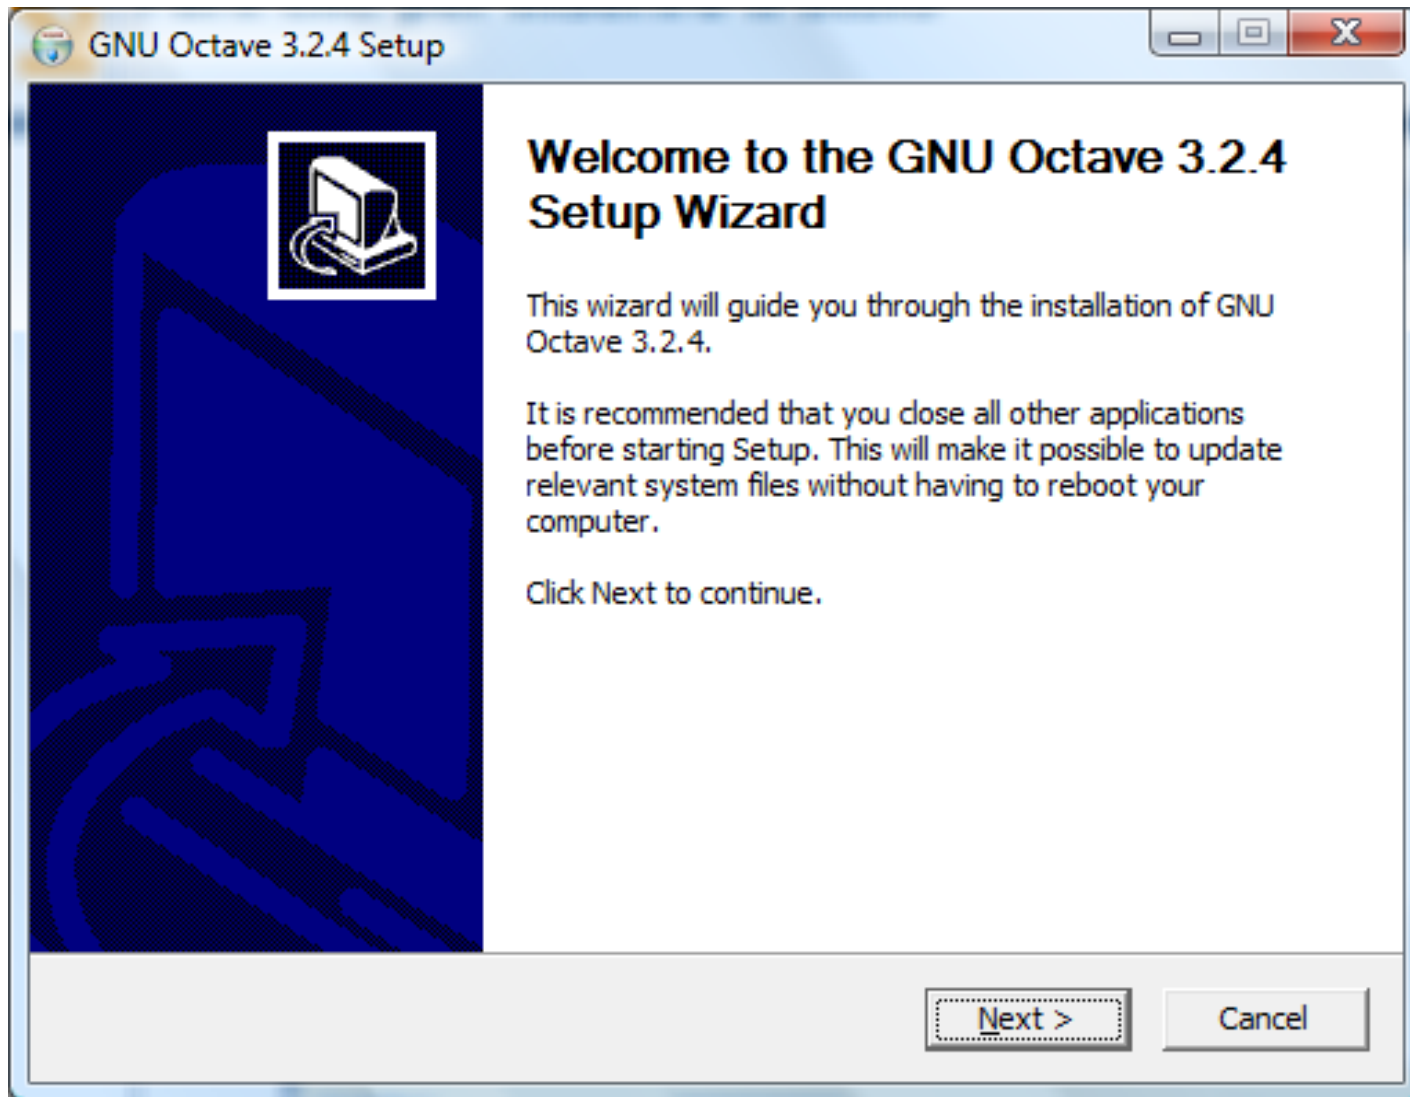 GNU Octave 3.2.4 Setup
Welcome to the GNU Octave 3.2.4
Setup Wizard
This wizard will guide you through the installation of GNU
Octave 3.2.4.
It is recommended that you close all other applications
before starting Setup. This will make it possible to update
relevant system files without having to reboot your
computer.
Click Next to continue.
Next >
Cancel